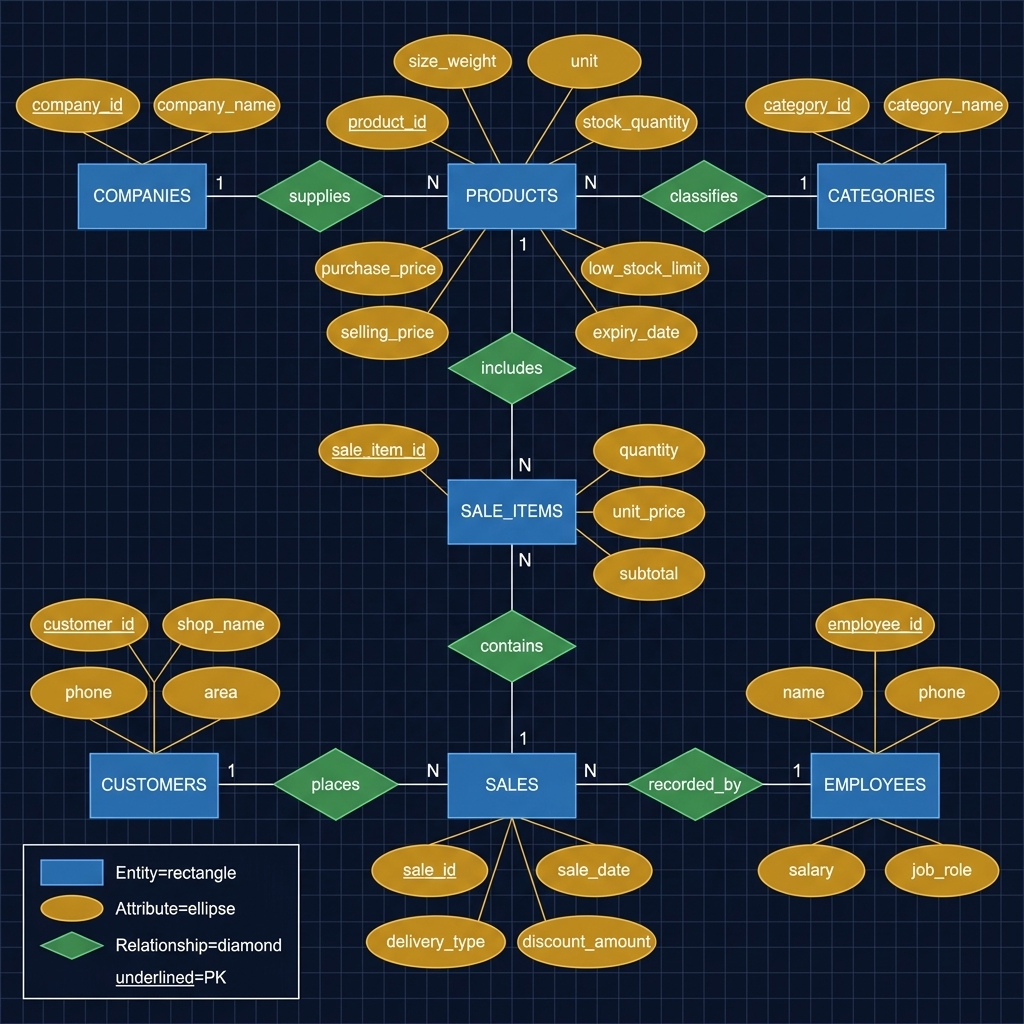 size_weight
unit
company_id
company_name
product_id
stock_quantity
category_id
category_name
COMPANIES
1
supplies
N
PRODUCTS
N
classifies
1
CATEGORIES
1
purchase_price
low_stock_limit
selling_price
expiry_date
includes
sale_item_id
N
quantity
SALE_ITEMS
unit_price
N
subtotal
customer_id
shop_name
contains
employee_id
phone
area
name
phone
1
CUSTOMERS
1
places
N
SALES
N
recorded_by
1
EMPLOYEES
sale_id
sale_date
salary
job_role
delivery_type
discount_amount
Entity=rectangle
Attribute=ellipse
Relationship=diamond
underlined=PK